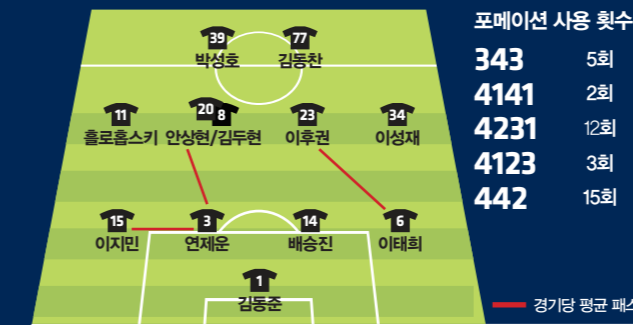 포메이션 사용 횟수
343 5회
4141 2회
4231 12회
4123 3회
442 15회
39 77
박성호 김동찬
11 20 8 23 34
흘로홉스키 안상현/김두현 이후권 이성재
15 3 14 6
이지민 연제운 배승진 이태희
1
김동준
경기당 평균 패스